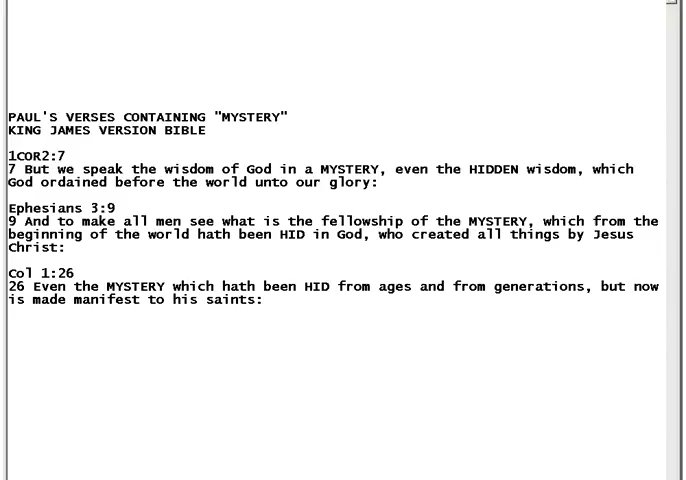 PAUL'S VERSES CONTAINING "MYSTERY"
KING JAMES VERSION BIBLE
1COR2:7
7 But we speak the wisdom of God in a MYSTERY, even the HIDDEN wisdom, which
God ordained before the world unto our glory:
Ephesians 3:9
9 And to make all men see what is the fellowship of the MYSTERY, which from the
beginning of the world hath been HID in God, who created all things by Jesus
Christ:
Col 1:26
26 Even the MYSTERY which hath been HID from ages and from generations, but now
is made manifest to his saints: